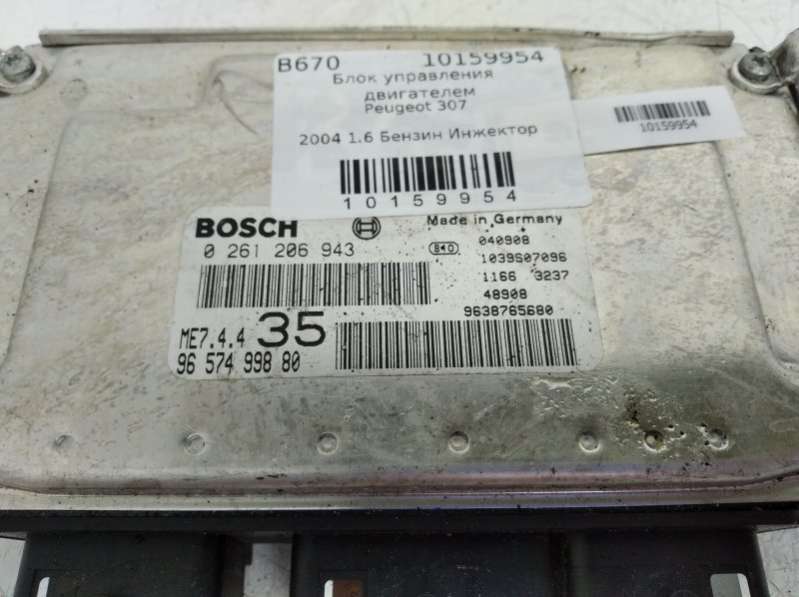 B670 10159954
Блок управления
двигателем
Peugeot 307
2004 1.6 Бензин Инжектор
10159954
10159954
BOSCH
Made in Germany
0 261 206 943
040908
1039S07096
1166 3237
48908
9638765680
ME7.4.4 35
96 574 998 80